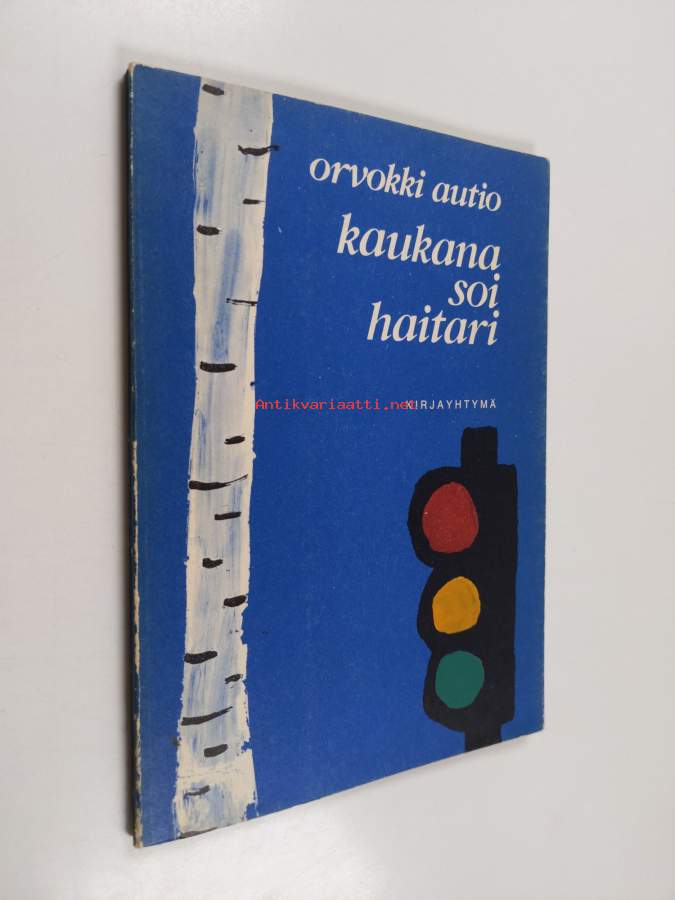 orvokki autio
kaukana
soi
haitari
Antikvariaatti.net
KIRJAYHTYMÄ